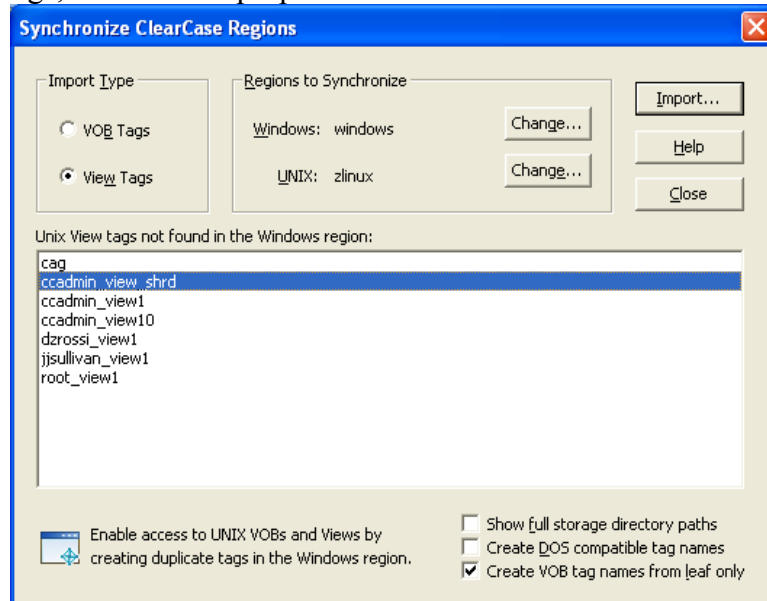 Synchronize ClearCase Regions
Import Type
VOB Tags
View Tags
Regions to Synchronize
Windows: windows
Change...
UNIX: zlinux
Change...
Import...
Help
Close
Unix View tags not found in the Windows region:
cag
ccadmin_view_shrd
ccadmin_view1
ccadmin_view10
dzrossi_view1
jjsullivan_view1
root_view1
Enable access to UNIX VOBs and Views by
creating duplicate tags in the Windows region.
Show full storage directory paths
Create DOS compatible tag names
Create VOB tag names from leaf only